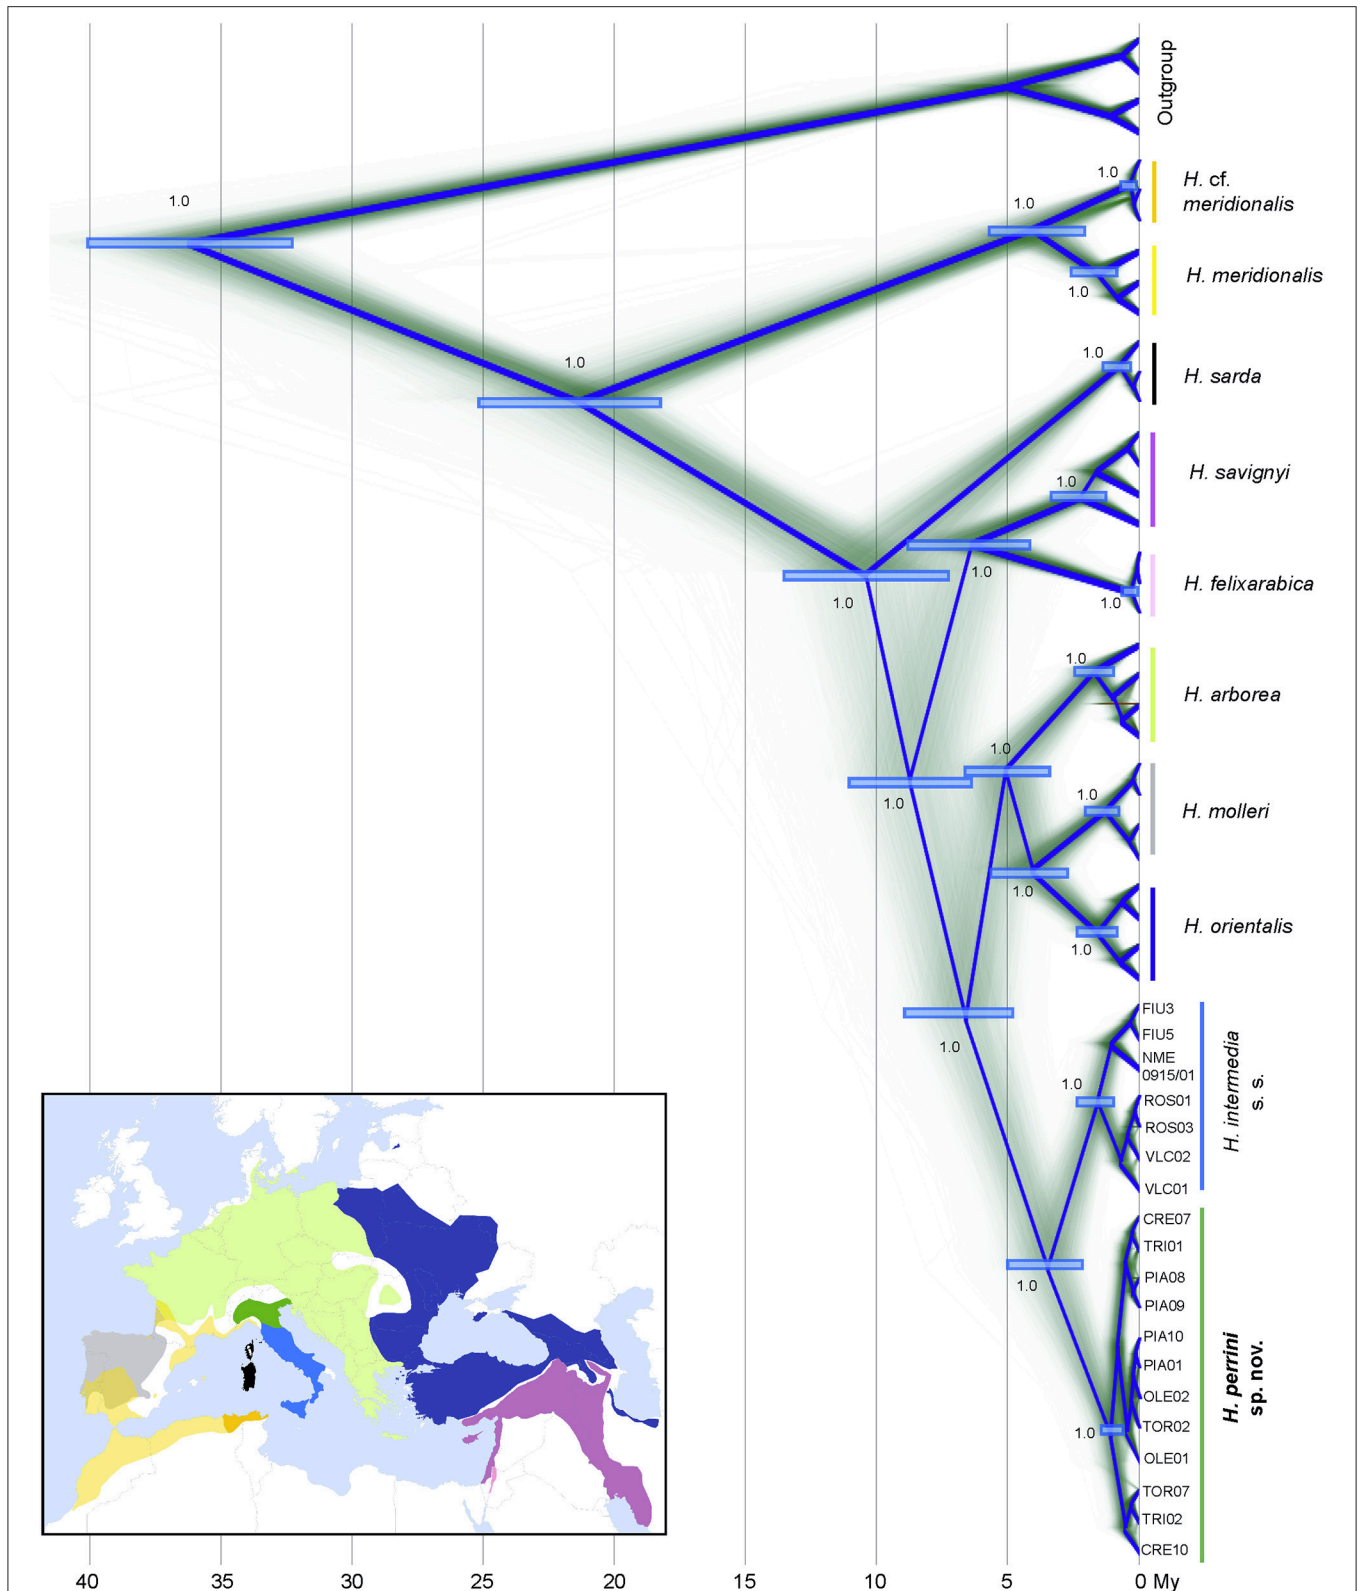 Outgroup
1.0
H. cf.
meridionalis
1.0
1.0
H. meridionalis
1.0
1.0
H. sarda
1.0
H. savignyi
1.0
1.0
H. felixarabica
1.0
1.0
H. arborea
1.0
1.0
H. molleri
1.0
1.0
1.0
H. orientalis
1.0
FIU3
FIU5
NME
0915/01
ROS01
ROS03
VLC02
VLC01
H. intermedia
s. s.
1.0
1.0
CRE07
TRI01
PIA08
PIA09
PIA10
PIA01
OLE02
TOR02
OLE01
TOR07
TRI02
CRE10
H. perrini
sp. nov.
1.0
1.0
40 35 30 25 20 15 10 5 0 My